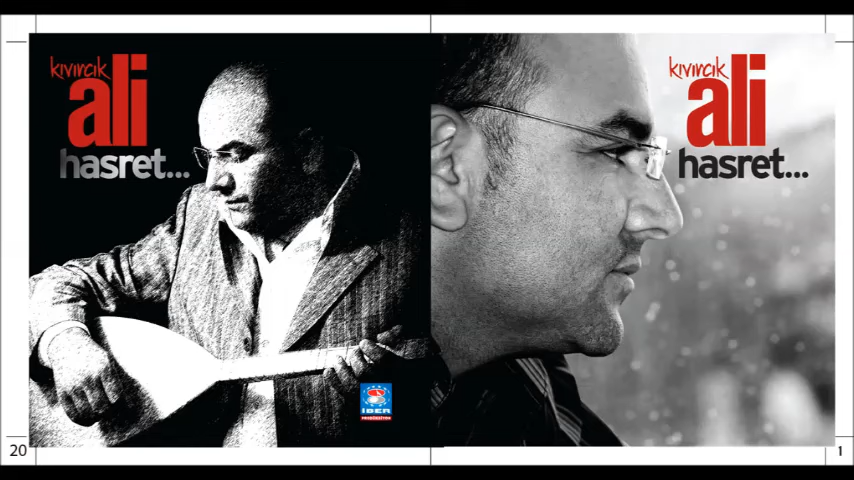 kıvırcık
ali
hasret...
kıvırcık
ali
hasret...
İBER
20
1